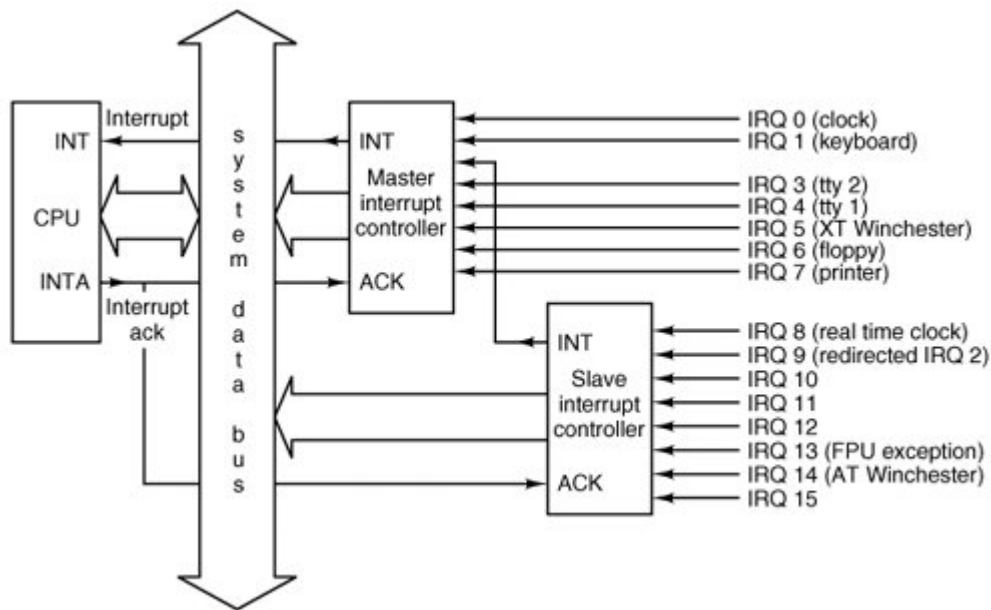 INT
CPU
INTA
Interrupt
Interrupt
ack
system data bus
INT
Master
interrupt
controller
ACK
IRQ 0 (clock)
IRQ 1 (keyboard)
IRQ 3 (tty 2)
IRQ 4 (tty 1)
IRQ 5 (XT Winchester)
IRQ 6 (floppy)
IRQ 7 (printer)
INT
Slave
interrupt
controller
ACK
IRQ 8 (real time clock)
IRQ 9 (redirected IRQ 2)
IRQ 10
IRQ 11
IRQ 12
IRQ 13 (FPU exception)
IRQ 14 (AT Winchester)
IRQ 15